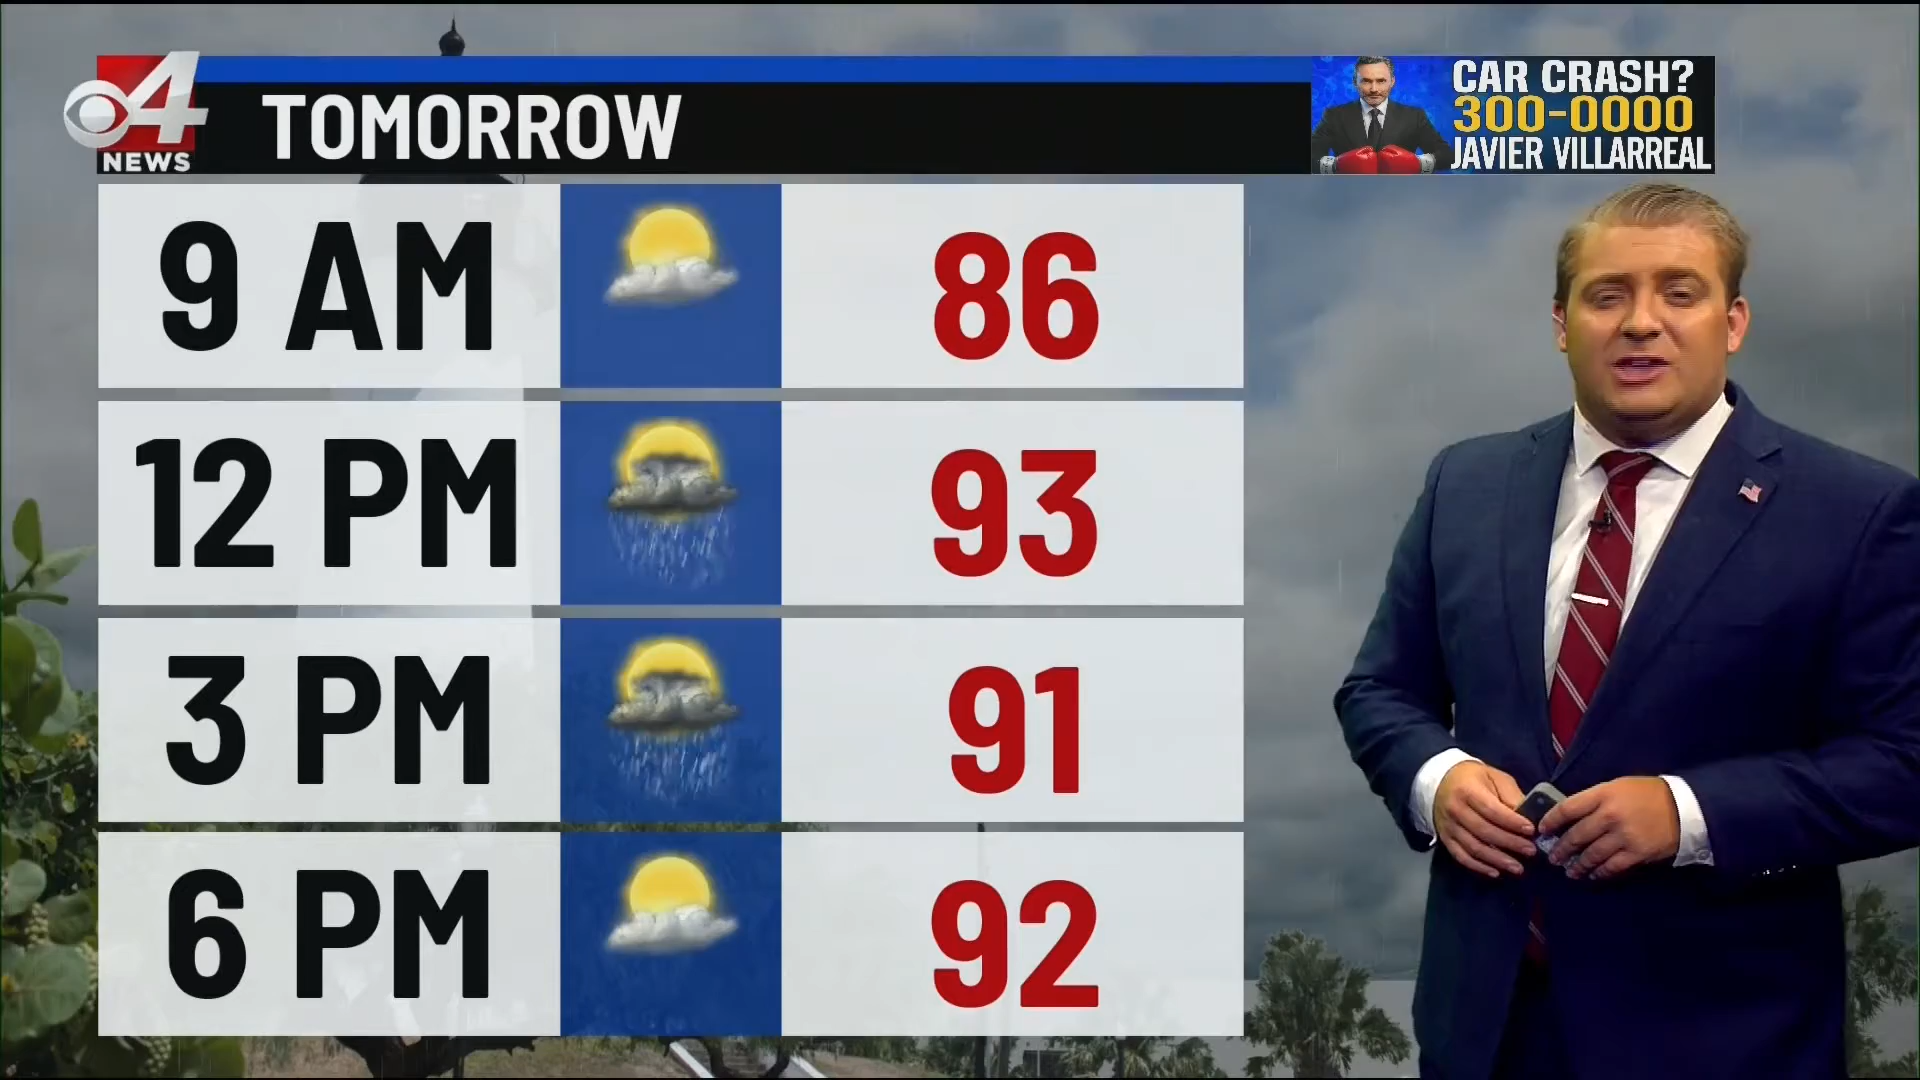 4
NEWS
TOMORROW
CAR CRASH?
300-0000
JAVIER VILLARREAL
9 AM 86
12 PM 93
3 PM 91
6 PM 92